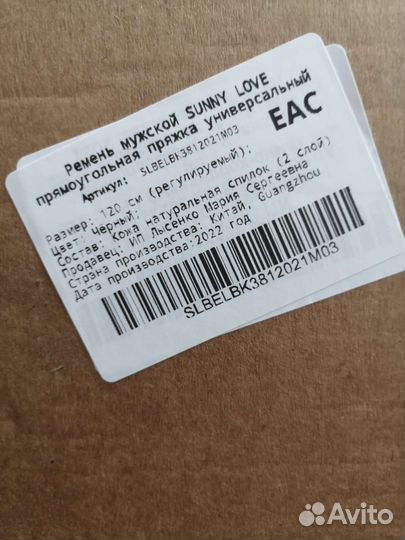 Ремень мужской SUNNY LOVE
прямоугольная пряжка универсальный
Артикул: SLBELBK3812021M03
EAC
Размер: 120 см (регулируемый);
Цвет: Черный;
Состав: Кожа натуральная спилок (2 слой)
Продавец: ИП Лысенко Мария Сергеевна
Страна производства: Китай, Guangzhou
Дата производства:2022 год
SLBELBK3812021M03
Avito